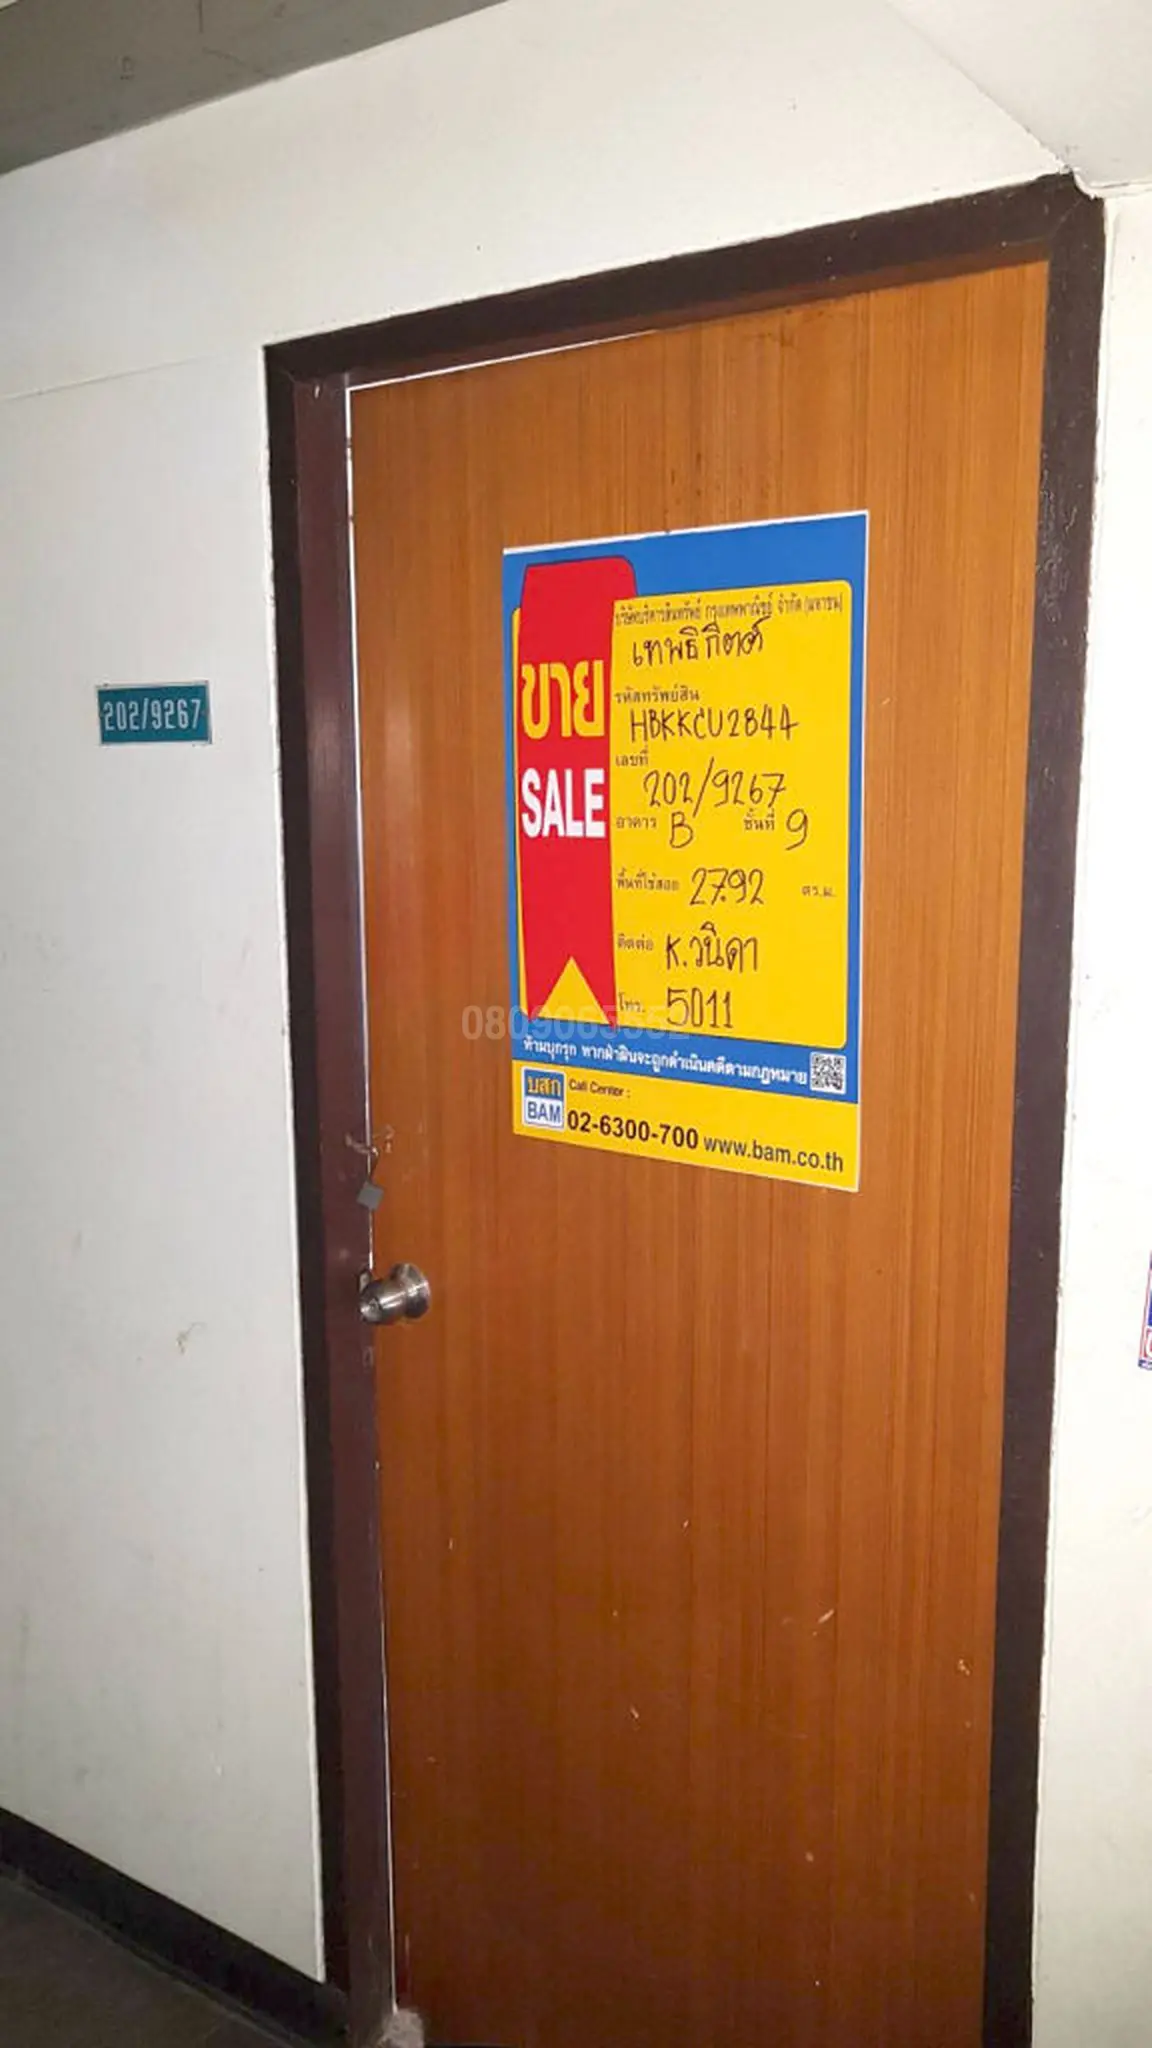 202/9267
บริษัทบริหารสินทรัพย์ กรุงเทพพาณิชย์ จำกัด (มหาชน)
เทพธิกิตต์
ขาย
SALE
รหัสทรัพย์สิน
HBKKCU2844
เลขที่
202/9267
อาคาร B ชั้นที่ 9
พื้นที่ใช้สอย 27.92 ตร.ม.
ติดต่อ K.วนิดา
โทร. 5011
ห้ามบุกรุก หากฝ่าฝืนจะถูกดำเนินคดีตามกฎหมาย
บสก
BAM
Call Center :
02-6300-700 www.bam.co.th